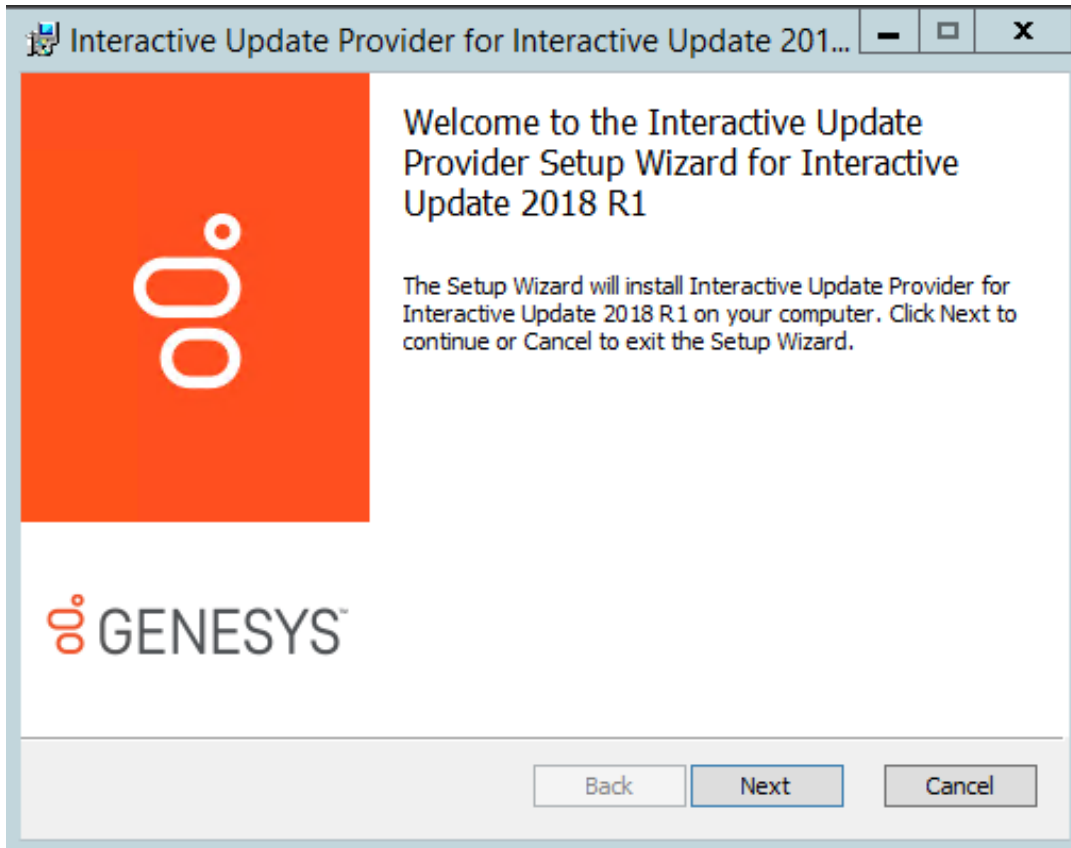 Interactive Update Provider for Interactive Update 201...
Welcome to the Interactive Update
Provider Setup Wizard for Interactive
Update 2018 R1
The Setup Wizard will install Interactive Update Provider for
Interactive Update 2018 R1 on your computer. Click Next to
continue or Cancel to exit the Setup Wizard.
GENESYS™
Back Next Cancel